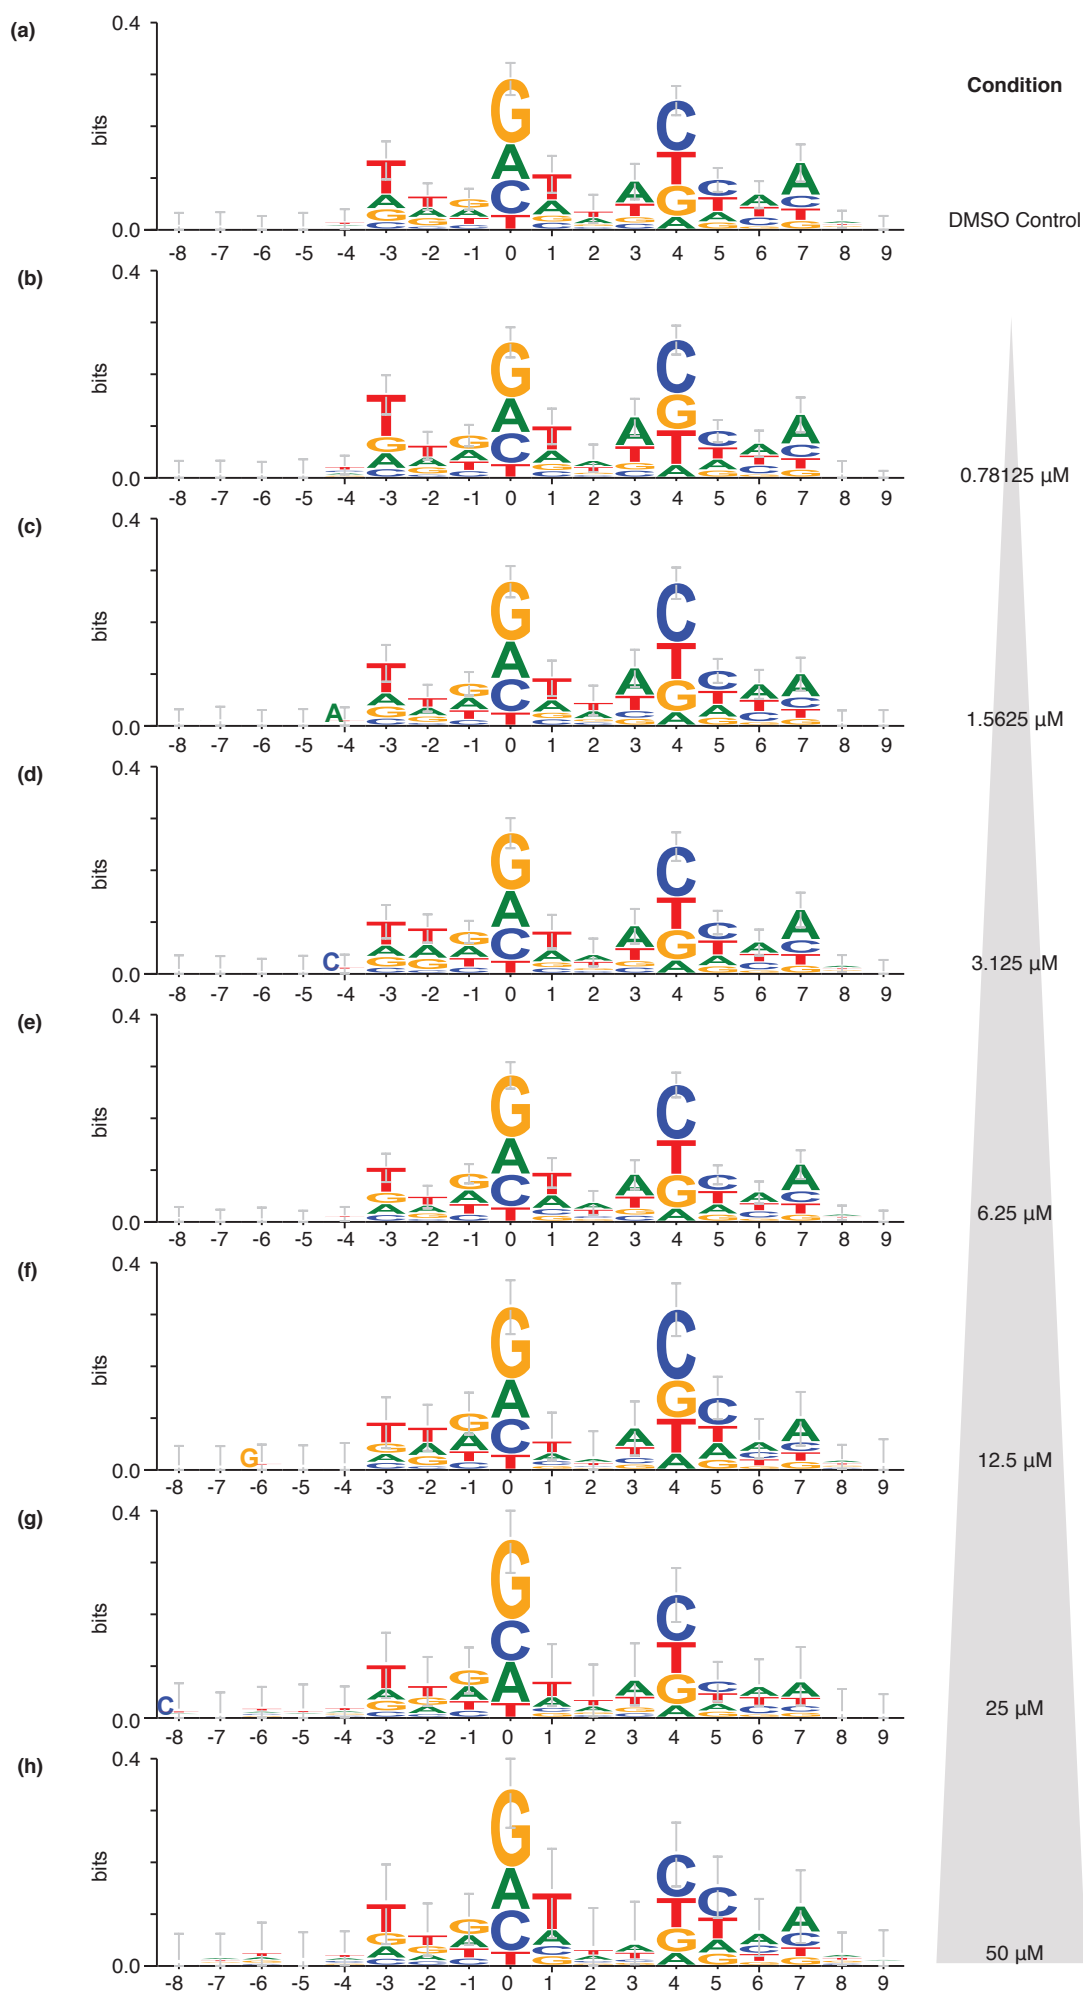 (a)
0.4
bits
0.0
-8 -7 -6 -5 -4 -3 -2 -1 0 1 2 3 4 5 6 7 8 9
Condition
DMSO Control
(b)
0.4
bits
0.0
-8 -7 -6 -5 -4 -3 -2 -1 0 1 2 3 4 5 6 7 8 9
0.78125 µM
(c)
0.4
bits
0.0
-8 -7 -6 -5 -4 -3 -2 -1 0 1 2 3 4 5 6 7 8 9
1.5625 µM
(d)
0.4
bits
0.0
-8 -7 -6 -5 -4 -3 -2 -1 0 1 2 3 4 5 6 7 8 9
3.125 µM
(e)
0.4
bits
0.0
-8 -7 -6 -5 -4 -3 -2 -1 0 1 2 3 4 5 6 7 8 9
6.25 µM
(f)
0.4
bits
0.0
-8 -7 -6 -5 -4 -3 -2 -1 0 1 2 3 4 5 6 7 8 9
12.5 µM
(g)
0.4
bits
0.0
-8 -7 -6 -5 -4 -3 -2 -1 0 1 2 3 4 5 6 7 8 9
25 µM
(h)
0.4
bits
0.0
-8 -7 -6 -5 -4 -3 -2 -1 0 1 2 3 4 5 6 7 8 9
50 µM